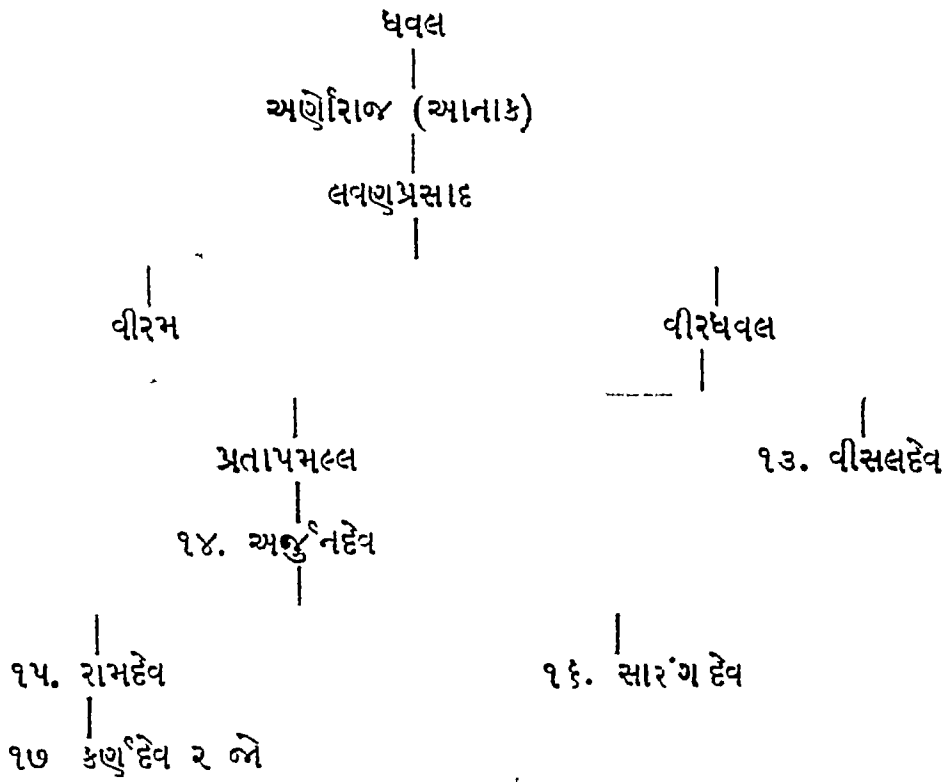 ધવલ
અર્ણોરાજ (આનાક)
લવણપ્રસાદ
વીરમ વીરધવલ
પ્રતાપમલ્લ ૧૩. વીસલદેવ
૧૪. અર્જુનદેવ
૧૫. રામદેવ ૧૬. સારંગ દેવ
૧૭ કર્ણદેવ ૨ જો